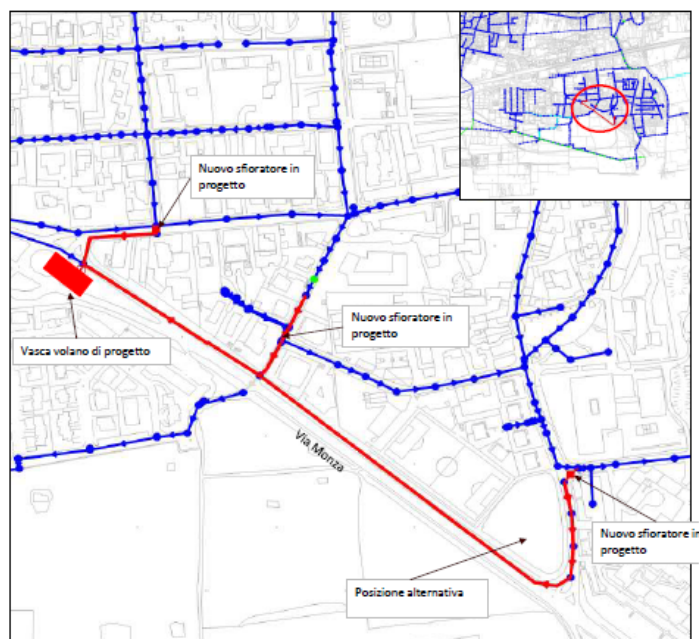 Nuovo sfioratore in
progetto
Vasca volano di progetto
Nuovo sfioratore in
progetto
Via Monza
Nuovo sfioratore in
progetto
Posizione alternativa